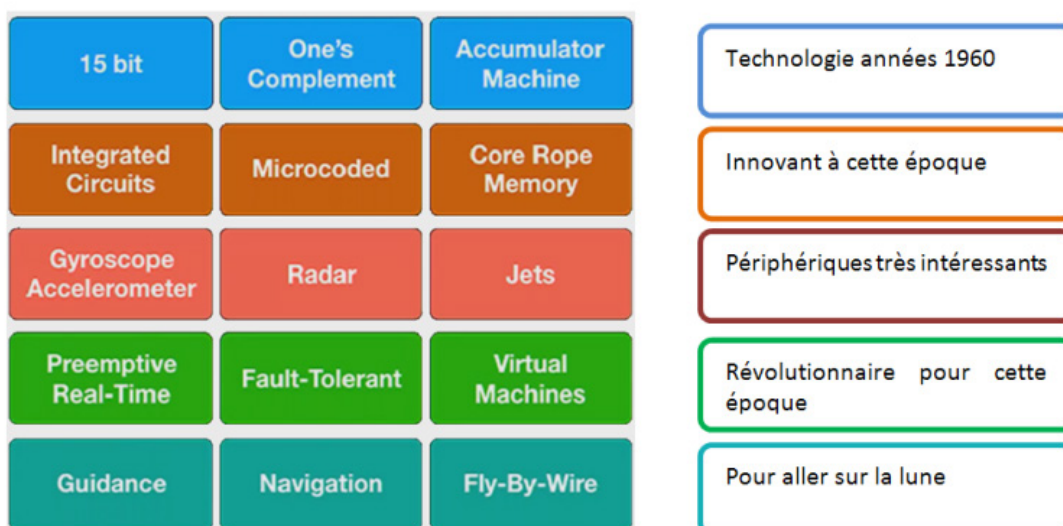 15 bit
One's
Complement
Accumulator
Machine
Technologie années 1960
Integrated
Circuits
Microcoded
Core Rope
Memory
Innovant à cette époque
Gyroscope
Accelerometer
Radar
Jets
Périphériques très intéressants
Preemptive
Real-Time
Fault-Tolerant
Virtual
Machines
Révolutionnaire pour cette
époque
Guidance
Navigation
Fly-By-Wire
Pour aller sur la lune